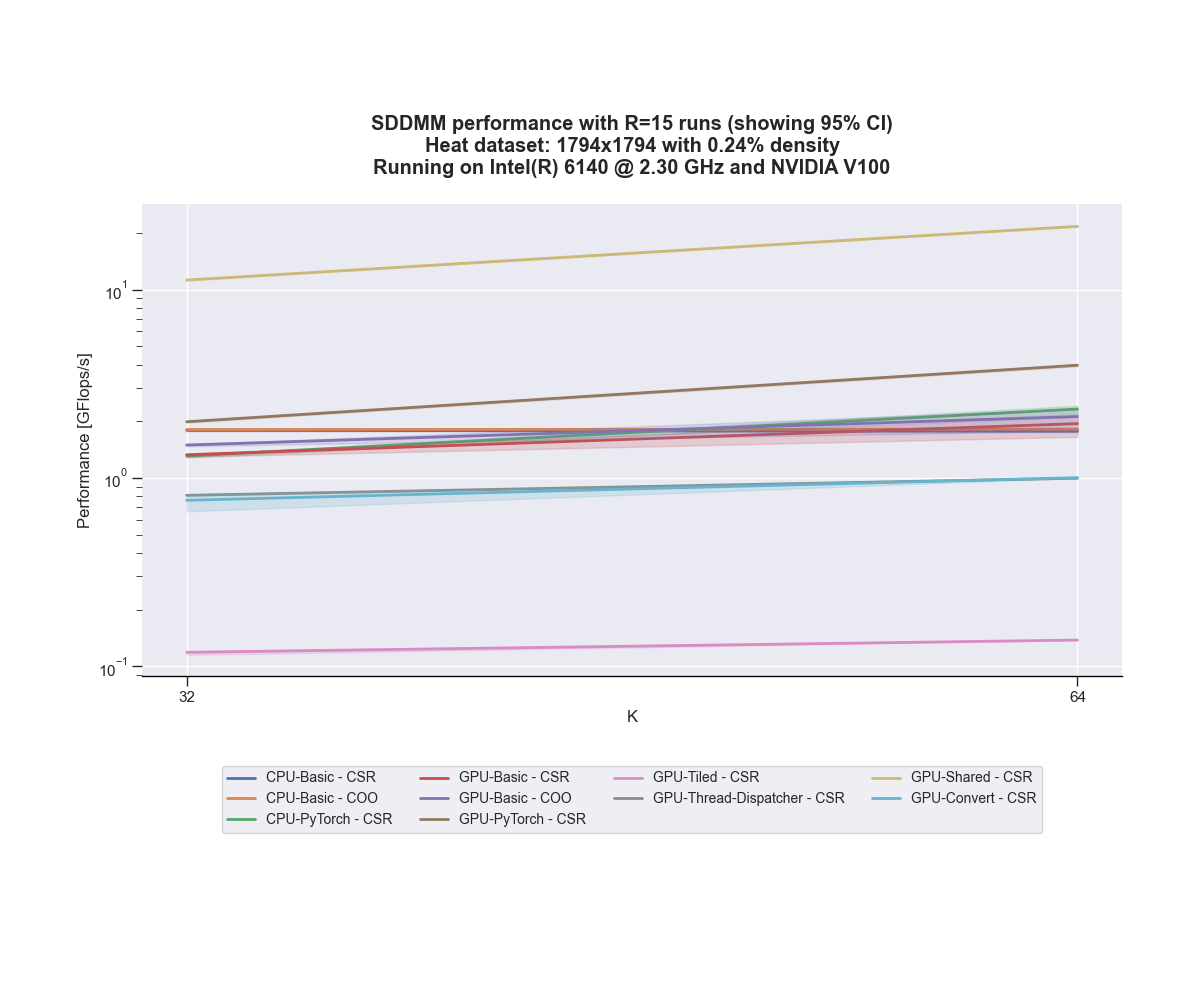 SDDMM performance with R=15 runs (showing 95% CI)
Heat dataset: 1794x1794 with 0.24% density
Running on Intel(R) 6140 @ 2.30 GHz and NVIDIA V100
Performance [GFlops/s]
10¹
10⁰
10⁻¹
32
64
K
CPU-Basic - CSR
CPU-Basic - COO
CPU-PyTorch - CSR
GPU-Basic - CSR
GPU-Basic - COO
GPU-PyTorch - CSR
GPU-Tiled - CSR
GPU-Thread-Dispatcher - CSR
GPU-Shared - CSR
GPU-Convert - CSR